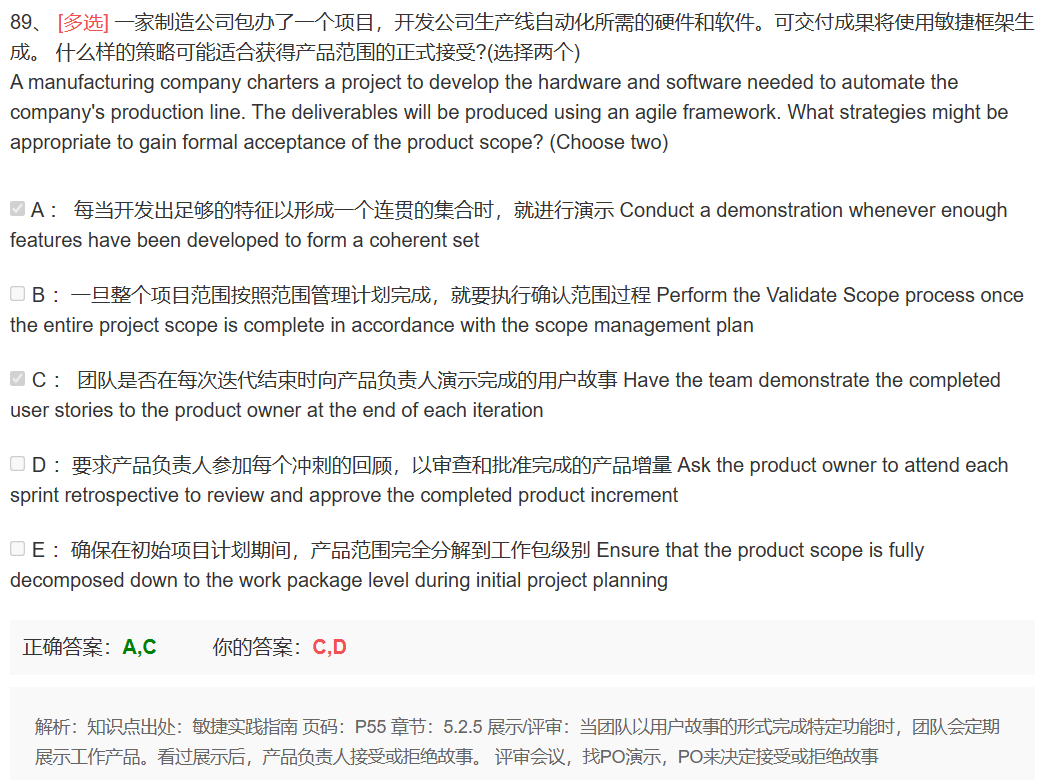 89、 [多选] 一家制造公司包办了一个项目，开发公司生产线自动化所需的硬件和软件。可交付成果将使用敏捷框架生
成。 什么样的策略可能适合获得产品范围的正式接受?(选择两个)
A manufacturing company charters a project to develop the hardware and software needed to automate the
company's production line. The deliverables will be produced using an agile framework. What strategies might be
appropriate to gain formal acceptance of the product scope? (Choose two)
A： 每当开发出足够的特征以形成一个连贯的集合时，就进行演示 Conduct a demonstration whenever enough
features have been developed to form a coherent set
B： 一旦整个项目范围按照范围管理计划完成，就要执行确认范围过程 Perform the Validate Scope process once
the entire project scope is complete in accordance with the scope management plan
C： 团队是否在每次迭代结束时向产品负责人演示完成的用户故事 Have the team demonstrate the completed
user stories to the product owner at the end of each iteration
D： 要求产品负责人参加每个冲刺的回顾，以审查和批准完成的产品增量 Ask the product owner to attend each
sprint retrospective to review and approve the completed product increment
E： 确保在初始项目计划期间，产品范围完全分解到工作包级别 Ensure that the product scope is fully
decomposed down to the work package level during initial project planning
正确答案：A,C 你的答案：C,D
解析：知识点出处：敏捷实践指南 页码：P55 章节：5.2.5 展示/评审：当团队以用户故事的形式完成特定功能时，团队会定期
展示工作产品。看过展示后，产品负责人接受或拒绝故事。 评审会议，找PO演示，PO来决定接受或拒绝故事